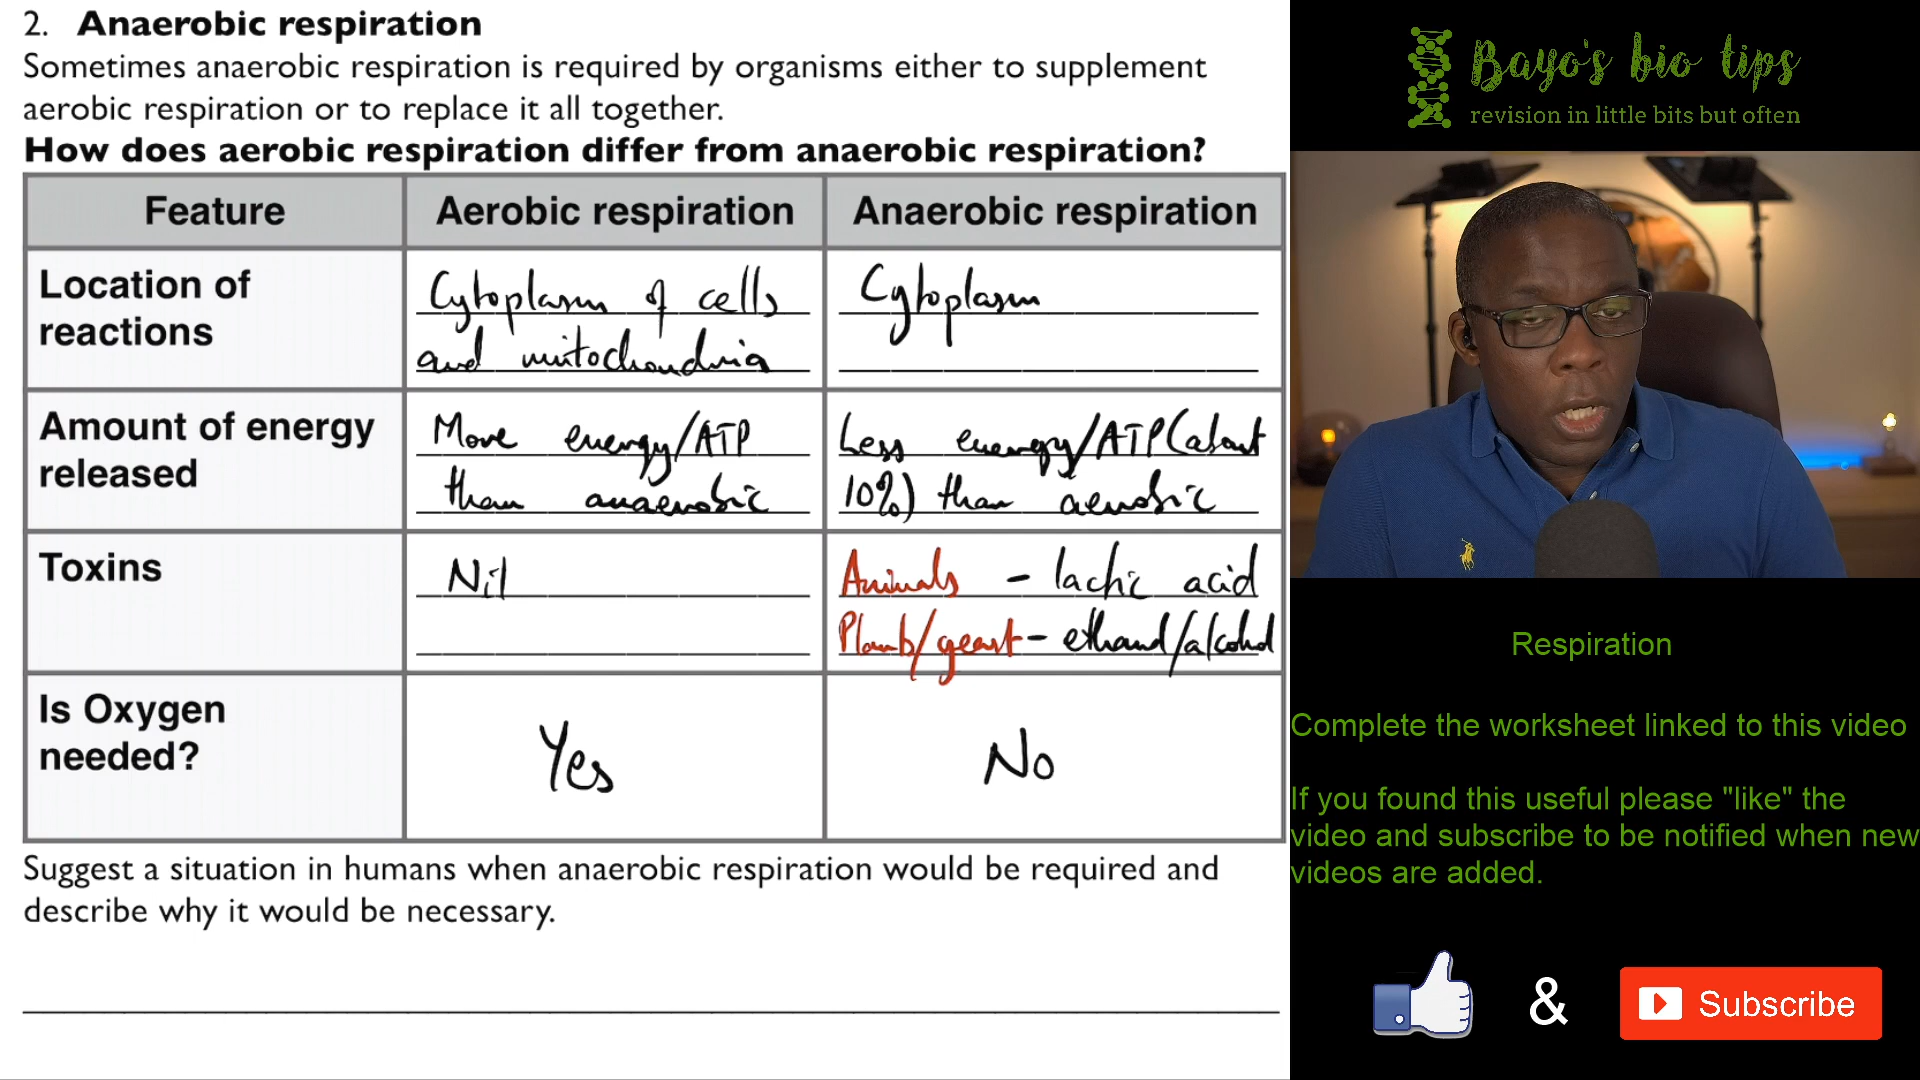 2. Anaerobic respiration
Sometimes anaerobic respiration is required by organisms either to supplement
aerobic respiration or to replace it all together.
How does aerobic respiration differ from anaerobic respiration?
Feature Aerobic respiration Anaerobic respiration
Location of
reactions
Cytoplasm of cells
and mitochondria
Cytoplasm
Amount of energy
released
More energy/ATP
than anaerobic
Less energy/ATP (about
10%) than aerobic
Toxins
Nil
Animals - lactic acid
Plants/yeast - ethanol/alcohol
Is Oxygen
needed?
Yes
No
Suggest a situation in humans when anaerobic respiration would be required and
describe why it would be necessary.
Bayo's bio tips
revision in little bits but often
Respiration
Complete the worksheet linked to this video
If you found this useful please "like" the
video and subscribe to be notified when new
videos are added.
& Subscribe